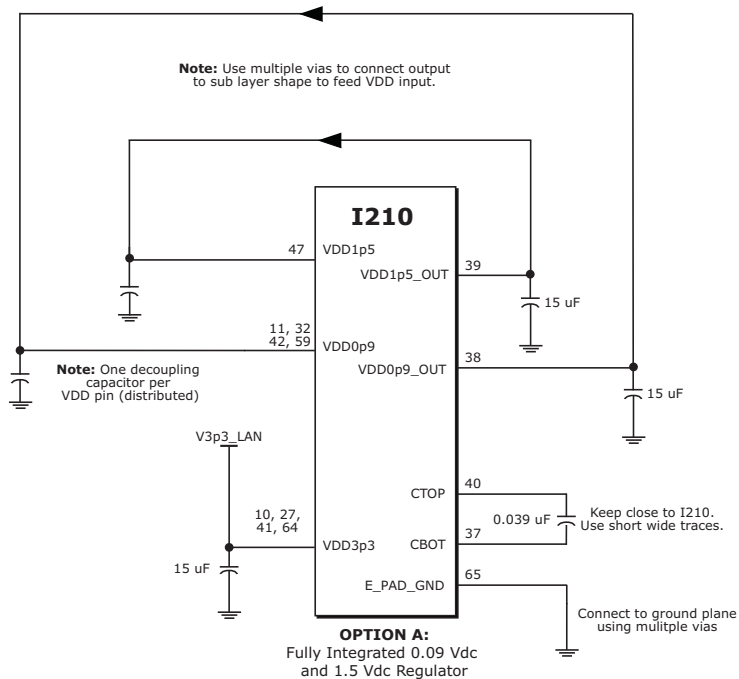 Note: Use multiple vias to connect output
to sub layer shape to feed VDD input.
I210
47
VDD1p5
VDD1p5_OUT
39
15 uF
11, 32
42, 59
VDD0p9
VDD0p9_OUT
38
15 uF
Note: One decoupling
capacitor per
VDD pin (distributed)
V3p3_LAN
10, 27,
41, 64
VDD3p3
15 uF
CTOP
40
0.039 uF
Keep close to I210.
Use short wide traces.
CBOT
37
E_PAD_GND
65
Connect to ground plane
using mulitple vias
OPTION A:
Fully Integrated 0.09 Vdc
and 1.5 Vdc Regulator